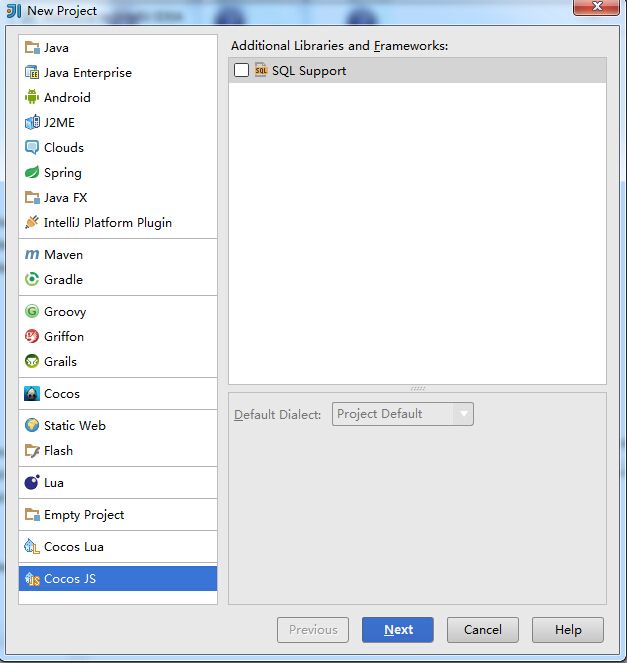 New Project
Java
Java Enterprise
Android
J2ME
Clouds
Spring
Java FX
IntelliJ Platform Plugin
Maven
Gradle
Groovy
Griffon
Grails
Cocos
Static Web
Flash
Lua
Empty Project
Cocos Lua
Cocos JS
Additional Libraries and Frameworks:
SQL Support
Default Dialect: Project Default
Previous Next Cancel Help